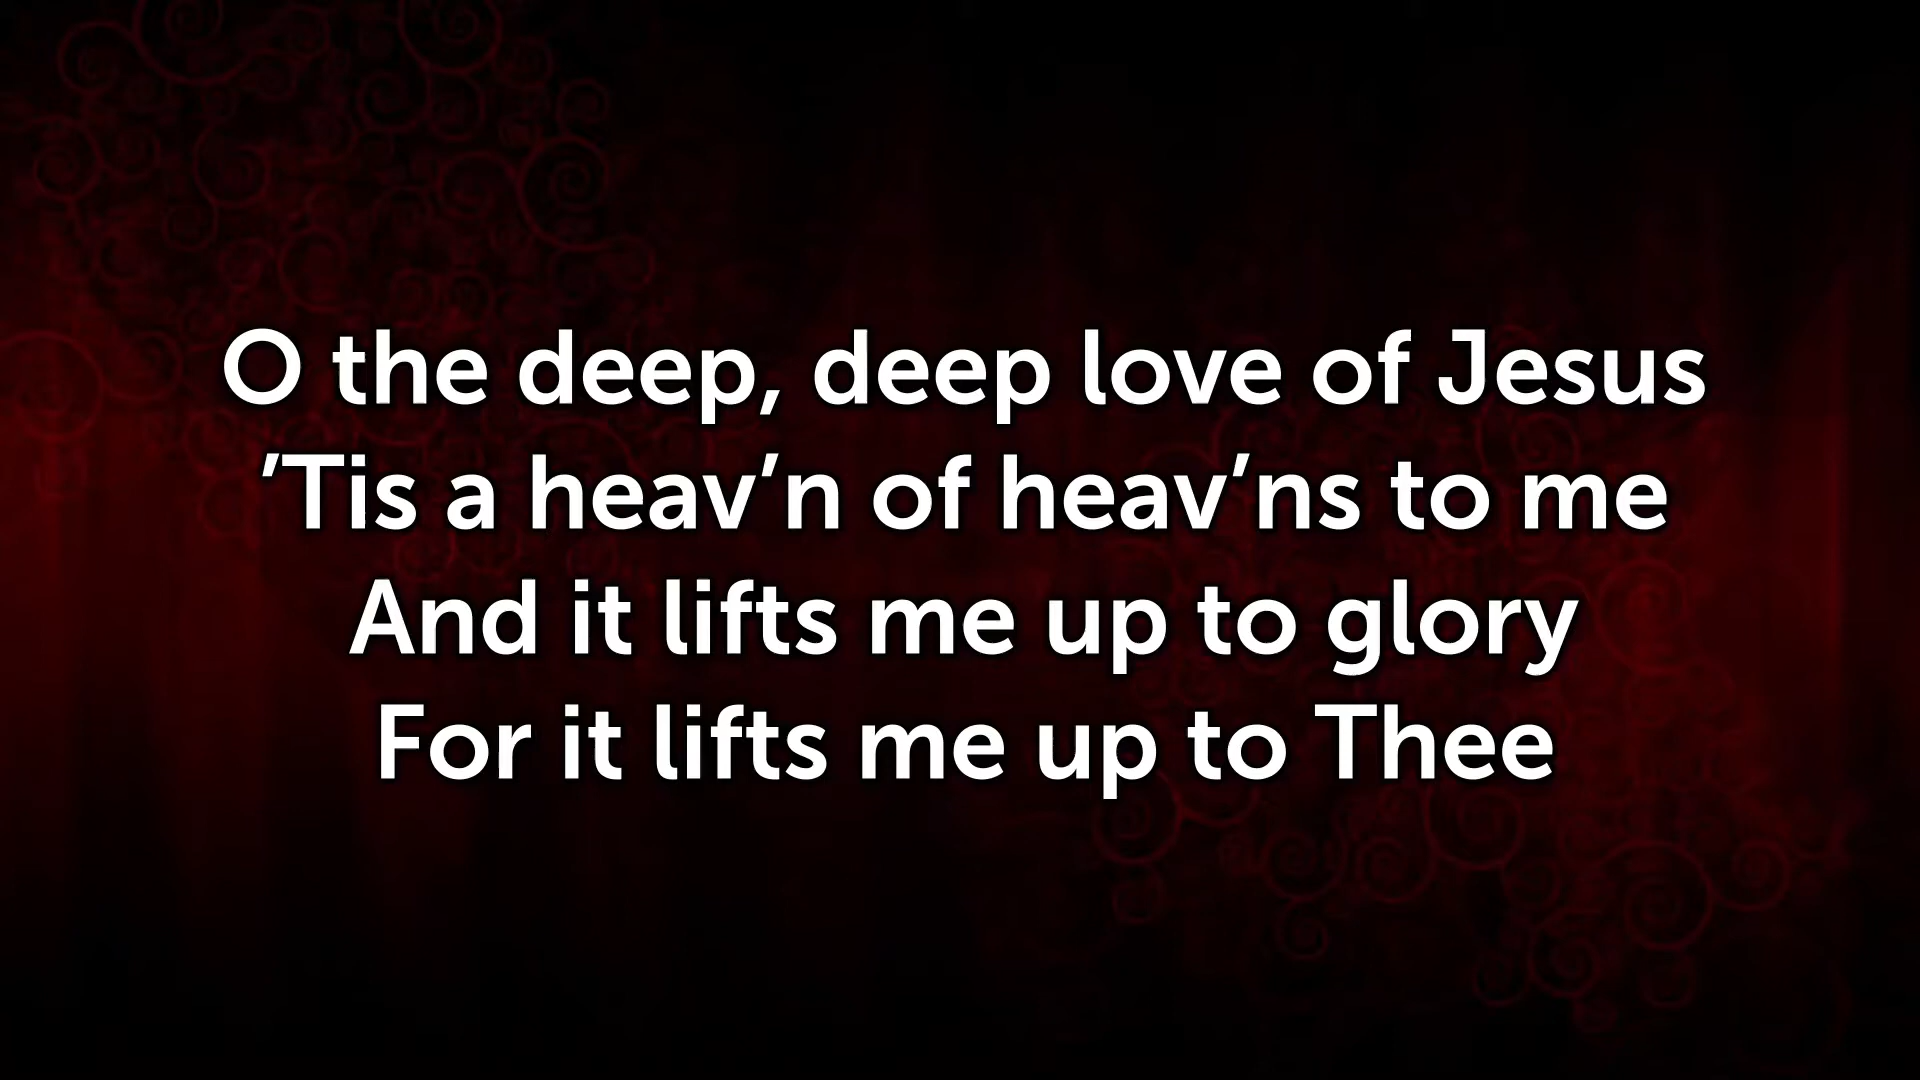 O the deep, deep love of Jesus
’Tis a heav’n of heav’ns to me
And it lifts me up to glory
For it lifts me up to Thee